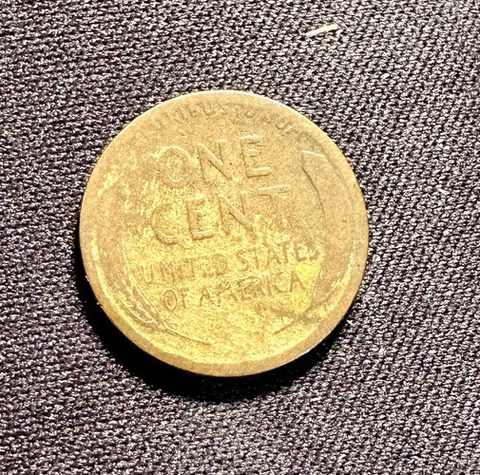 ONE
CENT
UNITED STATES
OF AMERICA